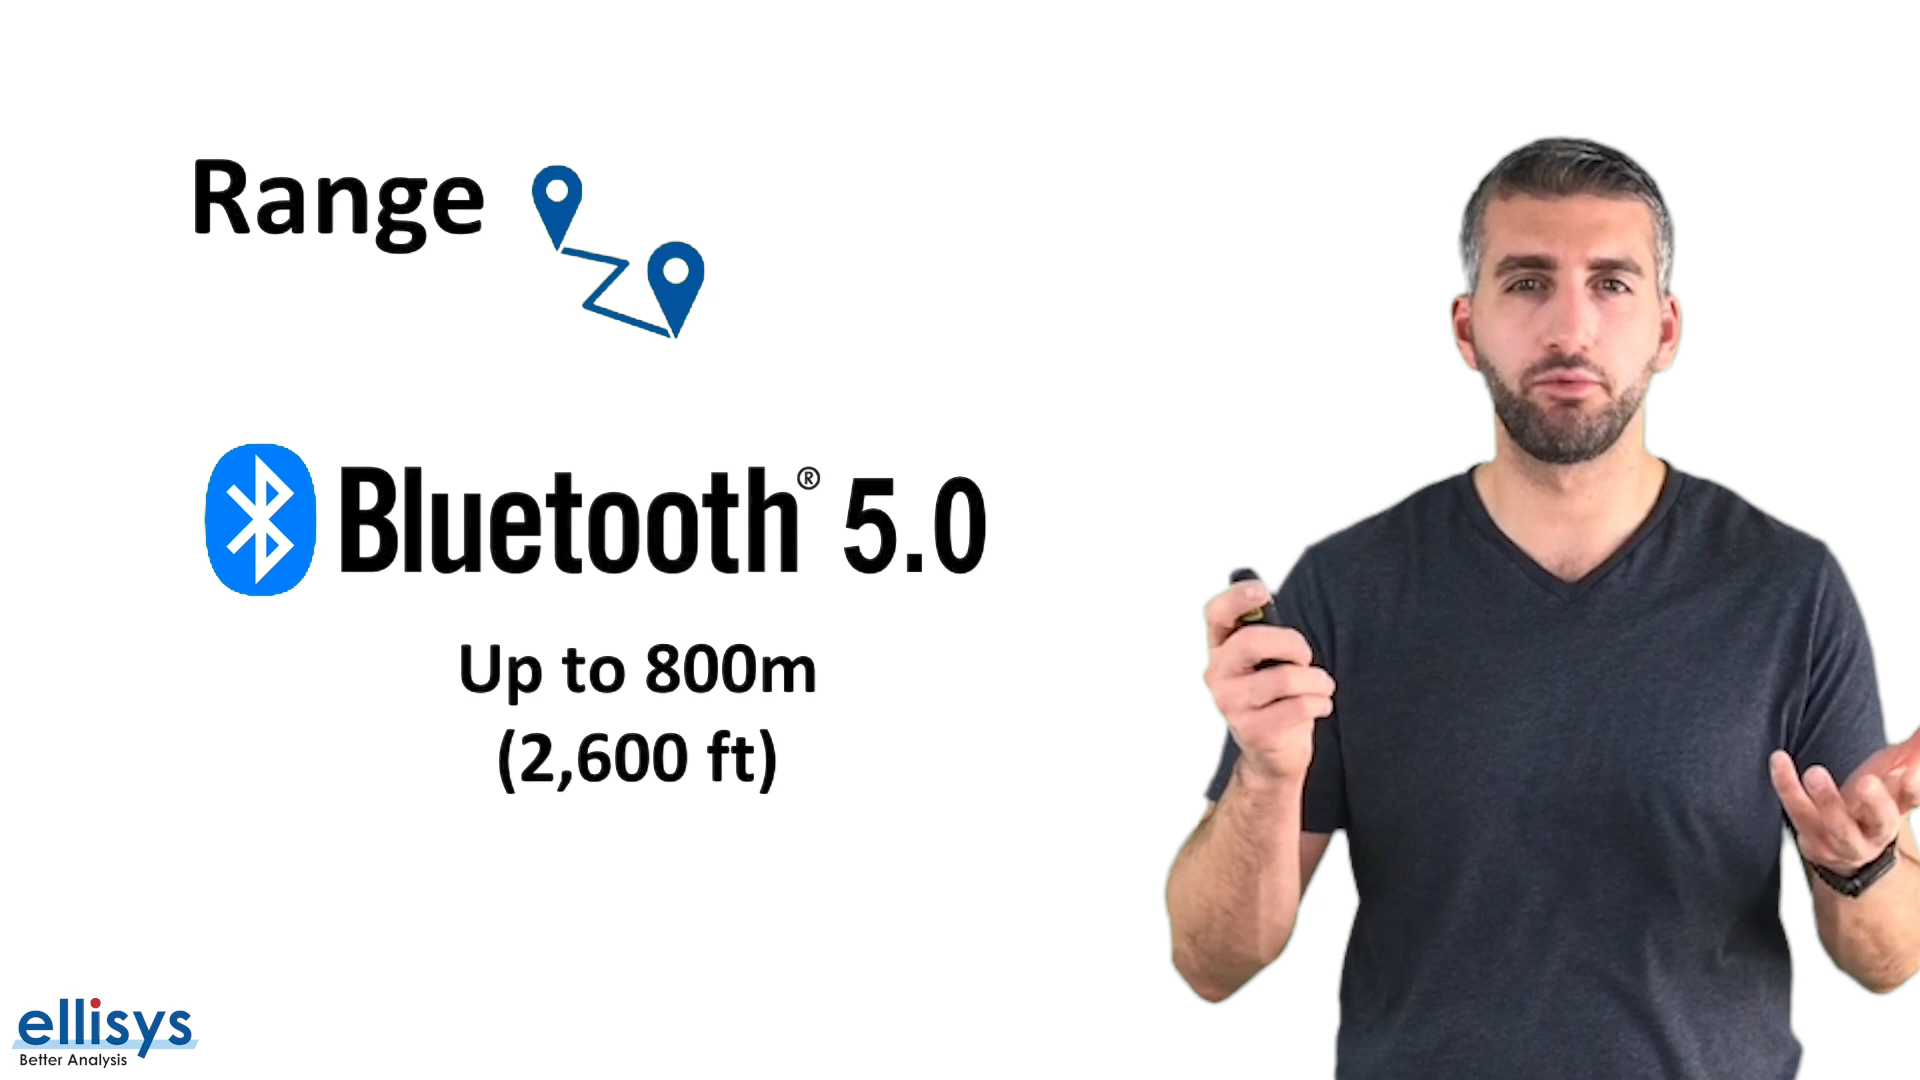 Range
Bluetooth® 5.0
Up to 800m
(2,600 ft)
ellisys
Better Analysis